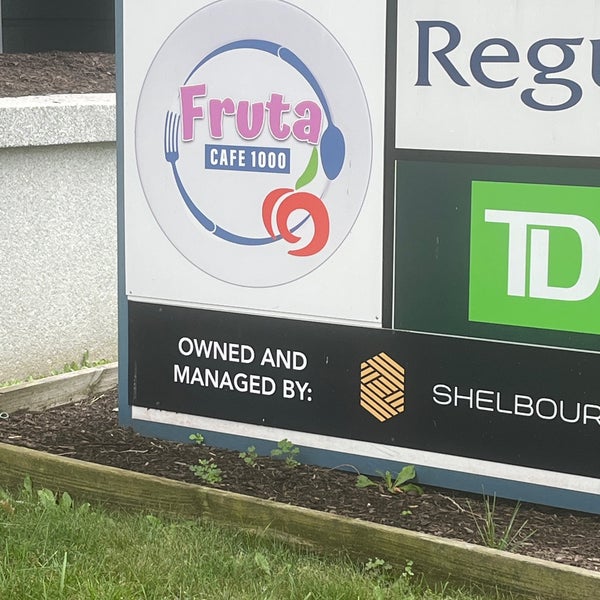 Fruta
CAFE 1000
Regu
TD
OWNED AND
MANAGED BY:
SHELBOUR